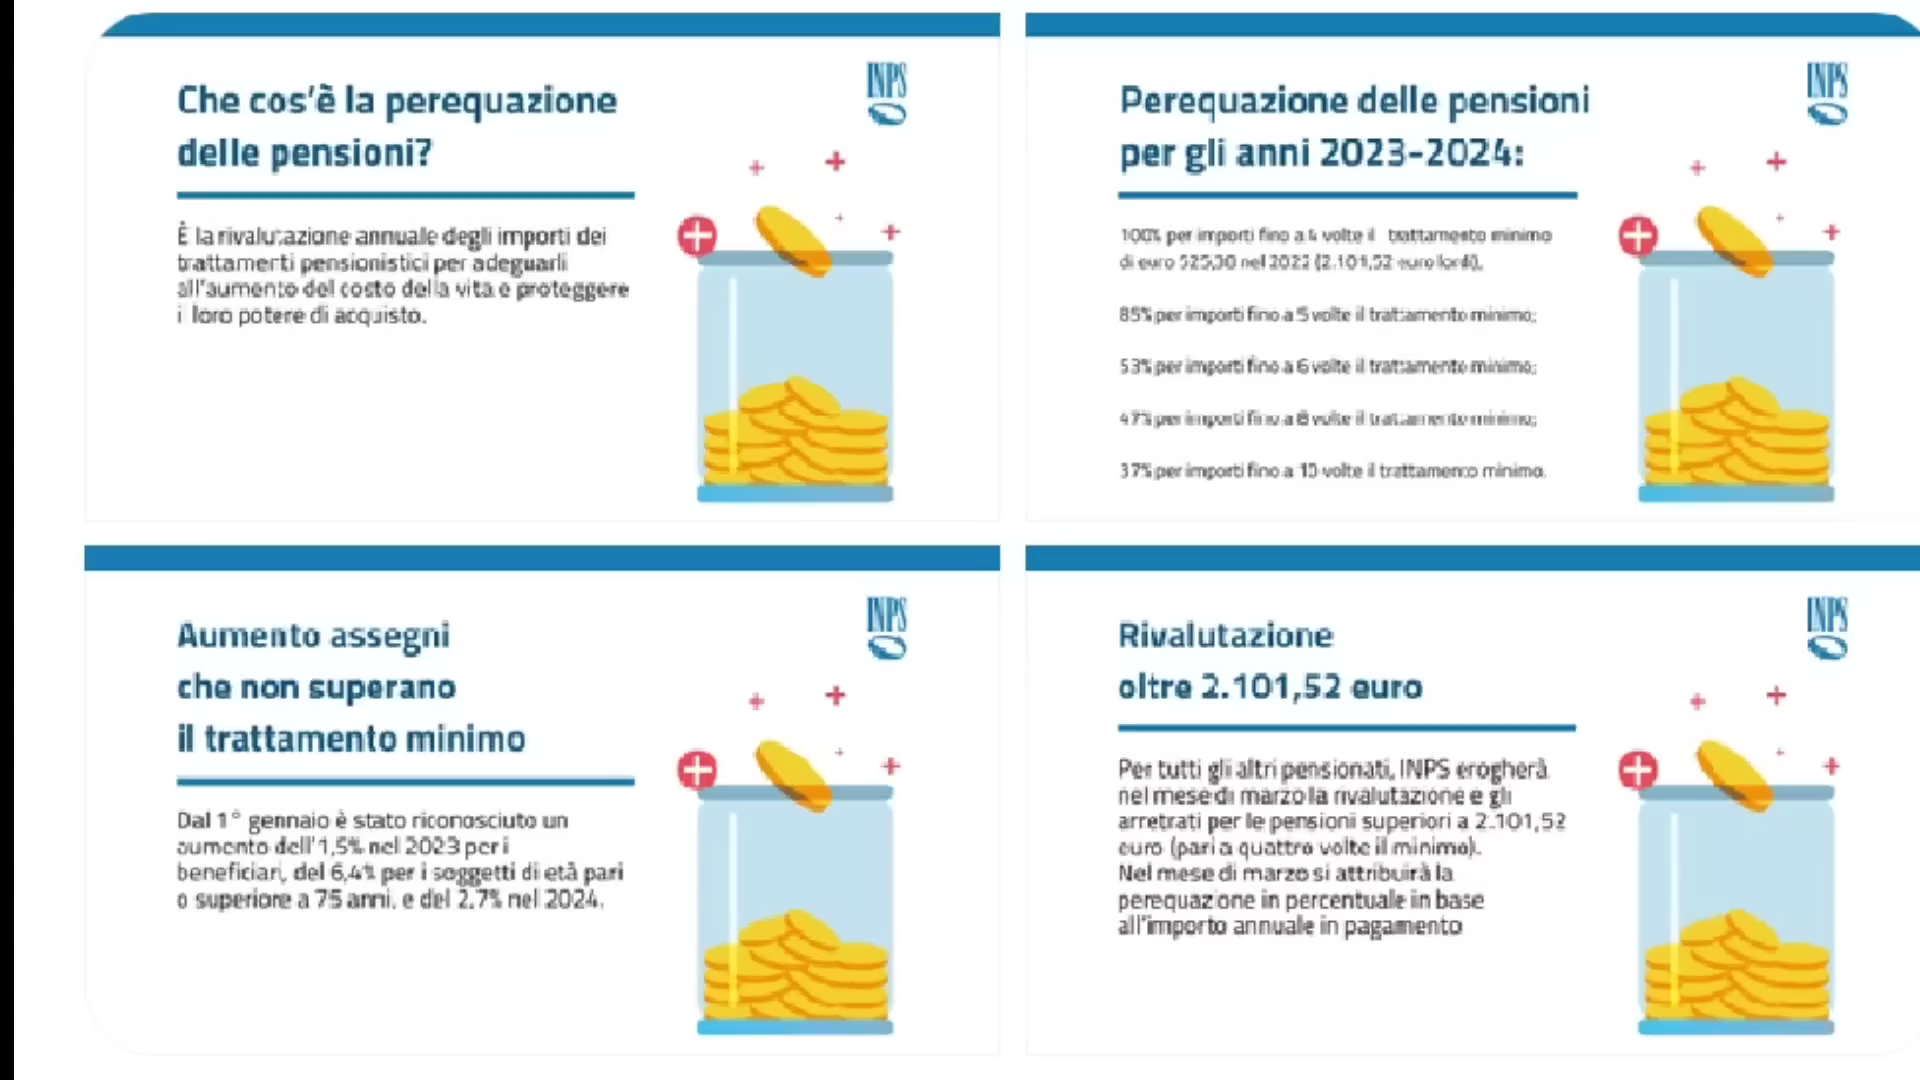 INPS
Che cos'è la perequazione
delle pensioni?
È la rivalutazione annuale degli importi dei
trattamenti pensionistici per adeguarli
all'aumento del costo della vita e proteggere
il loro potere di acquisto.
INPS
Perequazione delle pensioni
per gli anni 2023-2024:
100% per importi fino a 4 volte il trattamento minimo
di euro 525,38 nel 2022 (2.101,52 euro lordi),
85% per importi fino a 5 volte il trattamento minimo;
53% per importi fino a 6 volte il trattamento minimo;
47% per importi fino a 8 volte il trattamento minimo;
37% per importi fino a 10 volte il trattamento minimo.
INPS
Aumento assegni
che non superano
il trattamento minimo
Dal 1° gennaio è stato riconosciuto un
aumento dell'1,5% nel 2023 per i
beneficiari, del 6,4% per i soggetti di età pari
o superiore a 75 anni, e del 2,7% nel 2024.
INPS
Rivalutazione
oltre 2.101,52 euro
Per tutti gli altri pensionati, INPS erogherà
nel mese di marzo la rivalutazione e gli
arretrati per le pensioni superiori a 2.101,52
euro (pari a quattro volte il minimo).
Nel mese di marzo si attribuirà la
perequazione in percentuale in base
all'importo annuale in pagamento